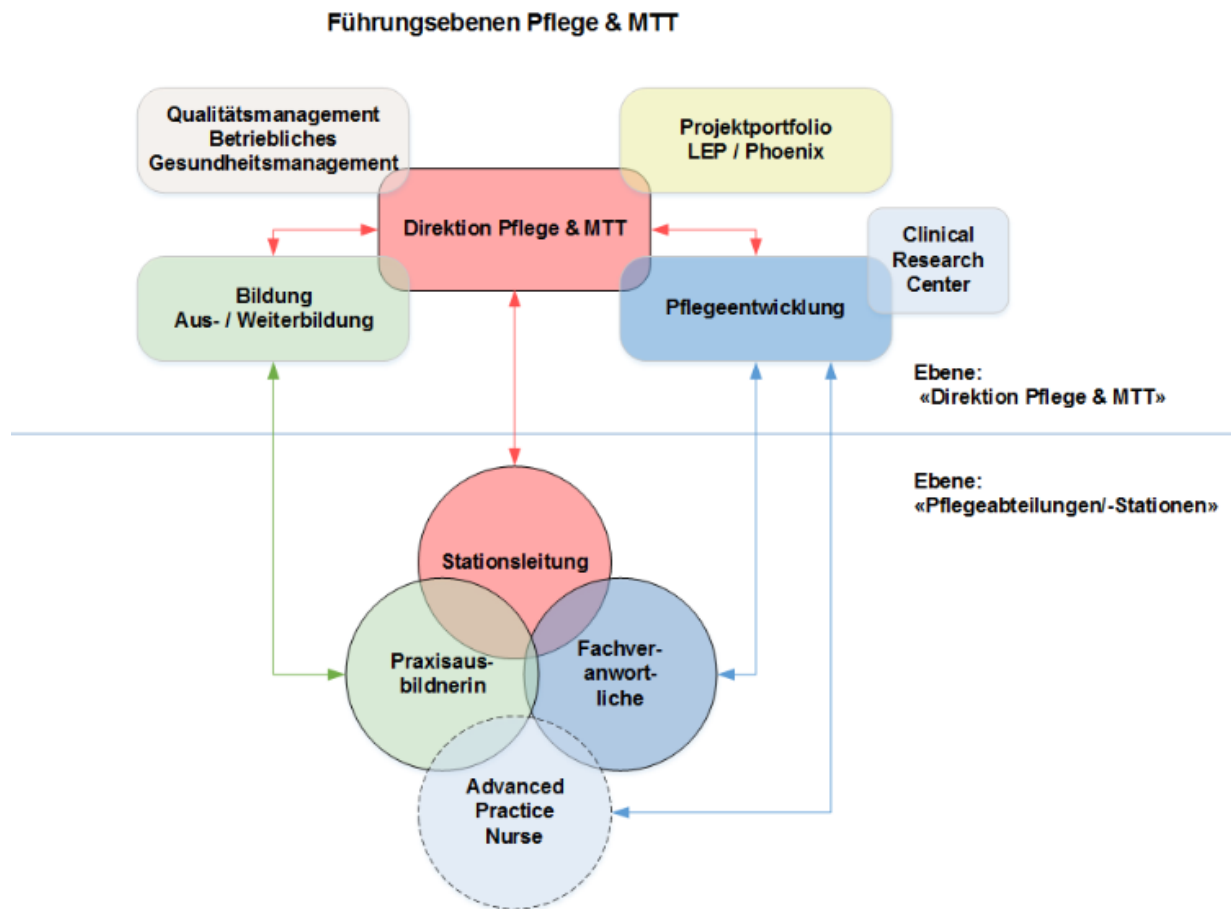 Führungsebenen Pflege & MTT
Qualitätsmanagement
Betriebliches
Gesundheitsmanagement
Projektportfolio
LEP / Phoenix
Direktion Pflege & MTT
Clinical
Research
Center
Bildung
Aus- / Weiterbildung
Pflegeentwicklung
Ebene:
«Direktion Pflege & MTT»
Ebene:
«Pflegeabteilungen/-Stationen»
Stationsleitung
Praxisaus-
bildnerin
Fachver-
anwort-
liche
Advanced
Practice
Nurse